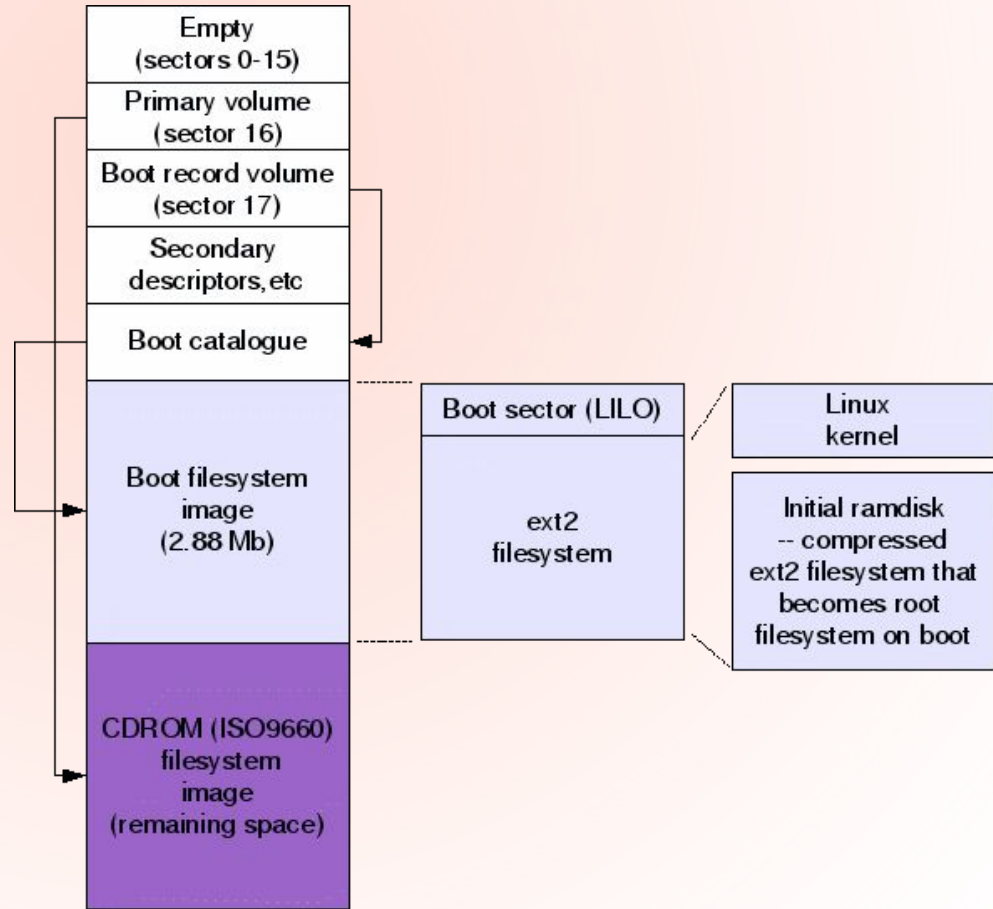 Empty
(sectors 0-15)
Primary volume
(sector 16)
Boot record volume
(sector 17)
Secondary
descriptors,etc
Boot catalogue
Boot filesystem
image
(2.88 Mb)
CDROM (ISO9660)
filesystem
image
(remaining space)
Boot sector (LILO)
ext2
filesystem
Linux
kernel
Initial ramdisk
-- compressed
ext2 filesystem that
becomes root
filesystem on boot